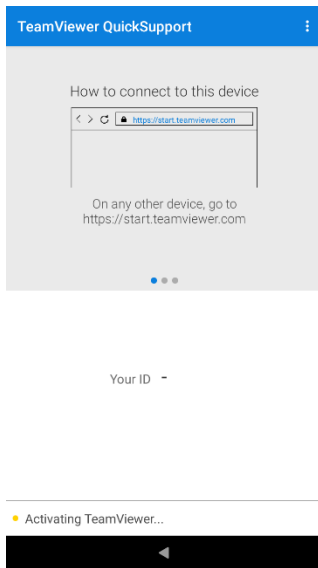 TeamViewer QuickSupport
How to connect to this device
https://start.teamviewer.com
On any other device, go to
https://start.teamviewer.com
Your ID -
Activating TeamViewer...